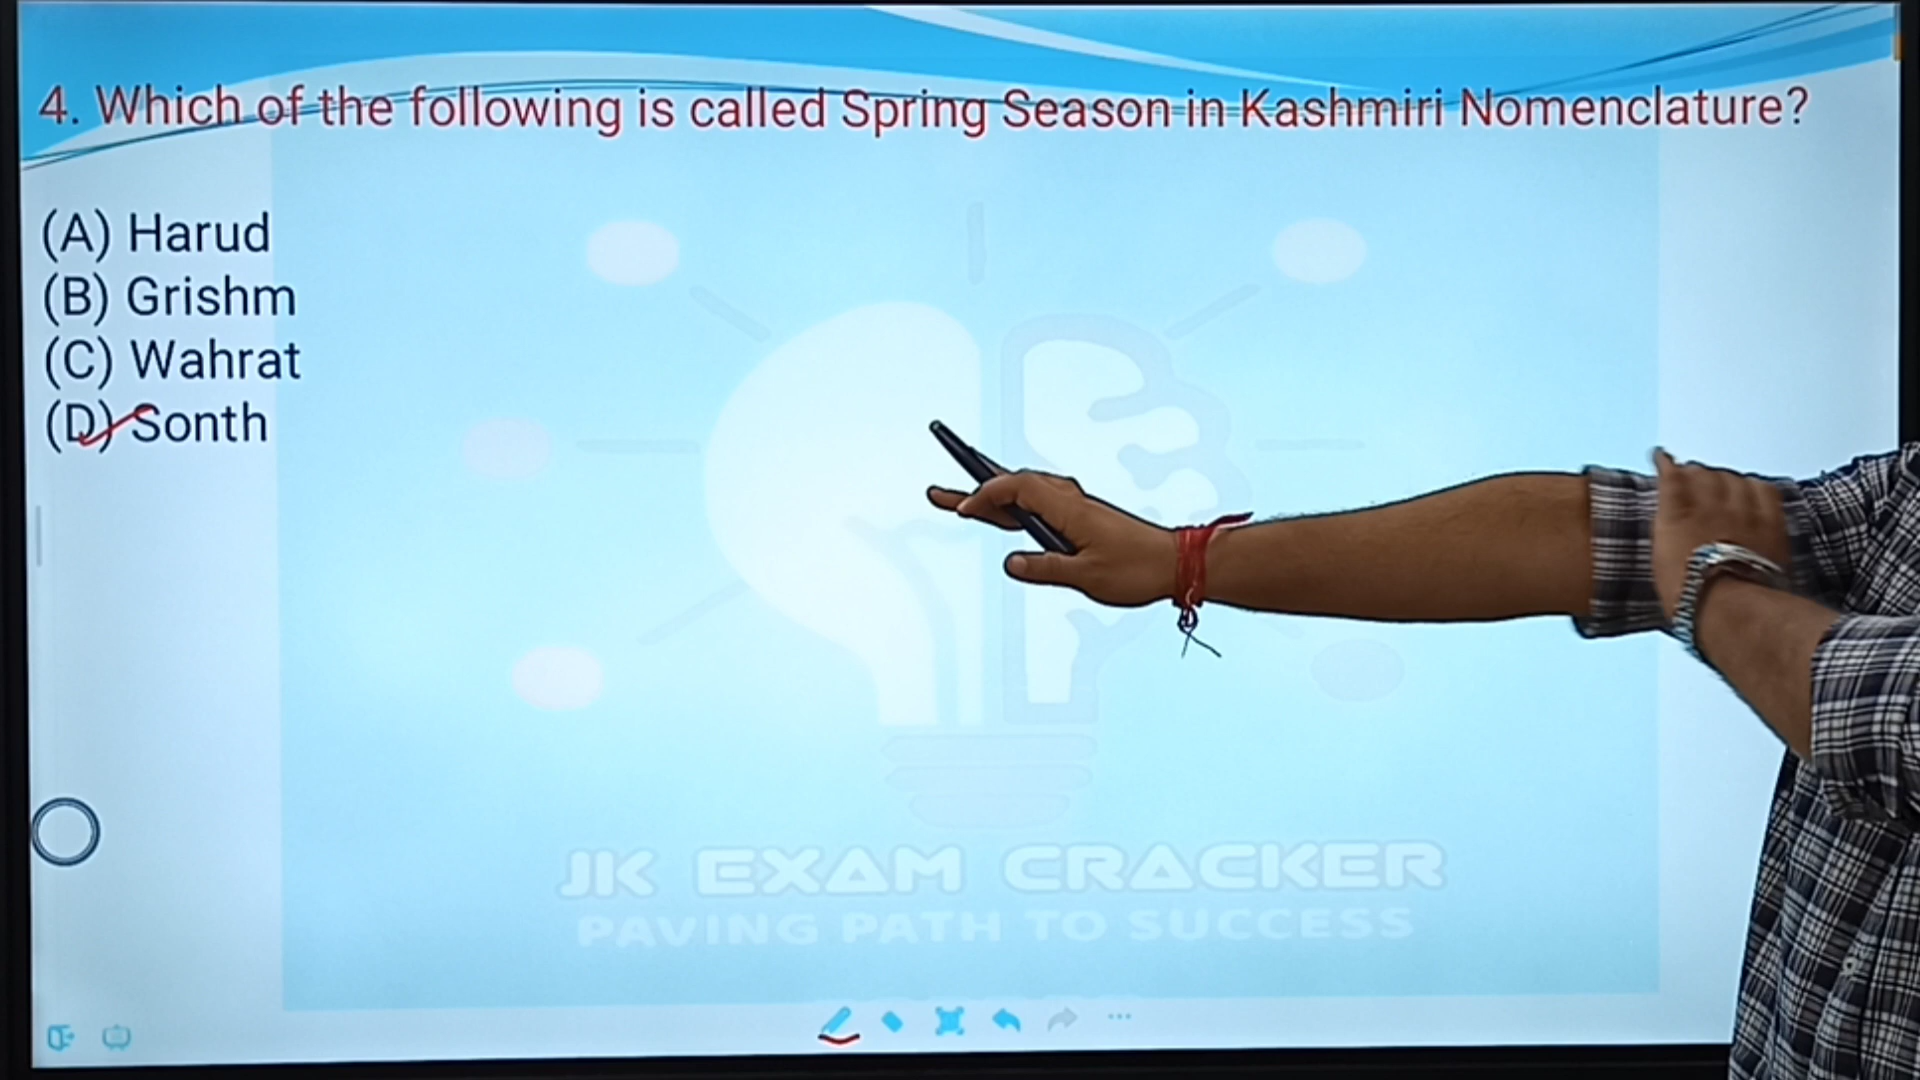 4. Which of the following is called Spring Season in Kashmiri Nomenclature?
(A) Harud
(B) Grishm
(C) Wahrat
(D) Sonth
JK EXAM CRACKER
PAVING PATH TO SUCCESS